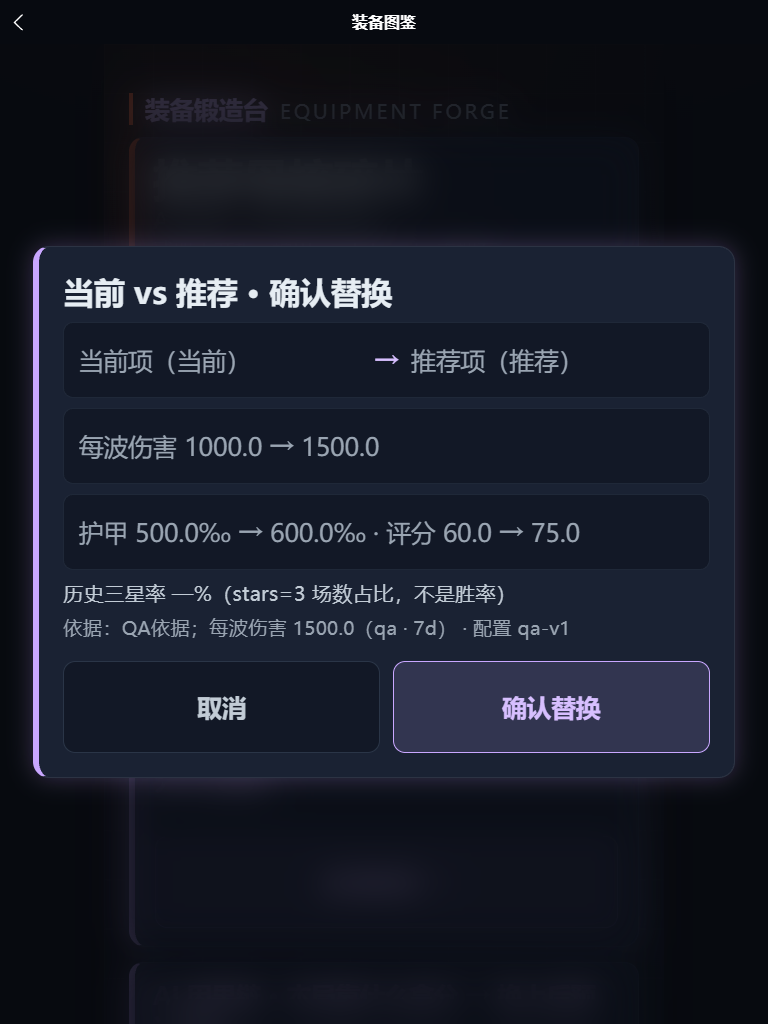 装备图鉴
装备锻造台 EQUIPMENT FORGE
当前 vs 推荐 • 确认替换
当前项（当前） → 推荐项（推荐）
每波伤害 1000.0 → 1500.0
护甲 500.0‰ → 600.0‰ · 评分 60.0 → 75.0
历史三星率 —%（stars=3 场数占比，不是胜率）
依据：QA依据；每波伤害 1500.0（qa · 7d） · 配置 qa-v1
取消
确认替换